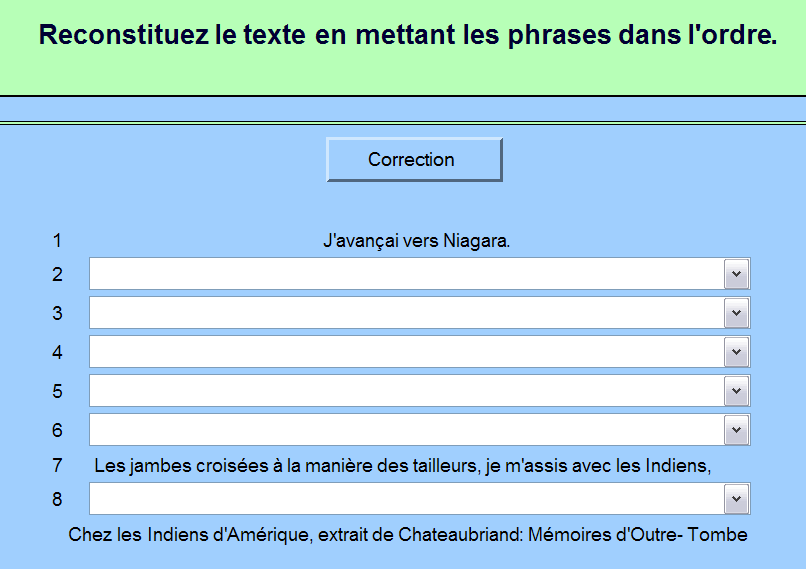 Reconstituez le texte en mettant les phrases dans l'ordre.
Correction
1 J'avançai vers Niagara.
2
3
4
5
6
7 Les jambes croisées à la manière des tailleurs, je m'assis avec les Indiens,
8
Chez les Indiens d'Amérique, extrait de Chateaubriand: Mémoires d'Outre- Tombe